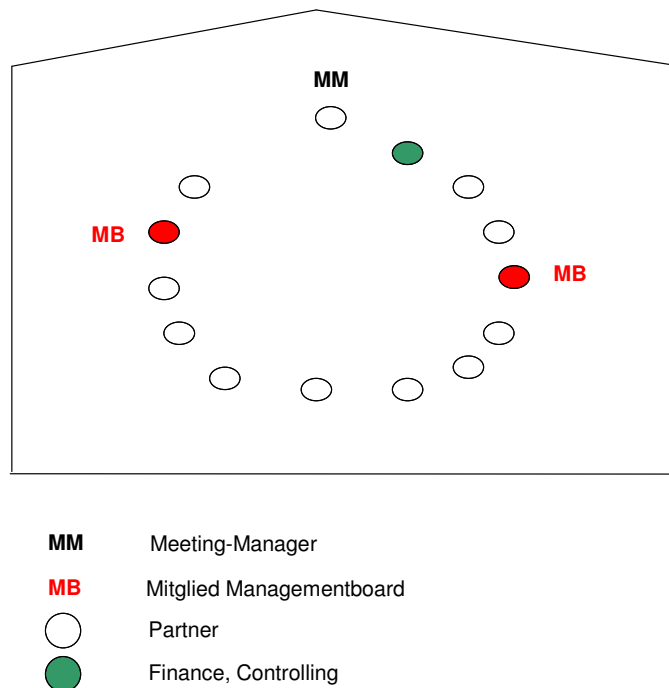 MM
MB
MB
MM Meeting-Manager
MB Mitglied Managementboard
Partner
Finance, Controlling